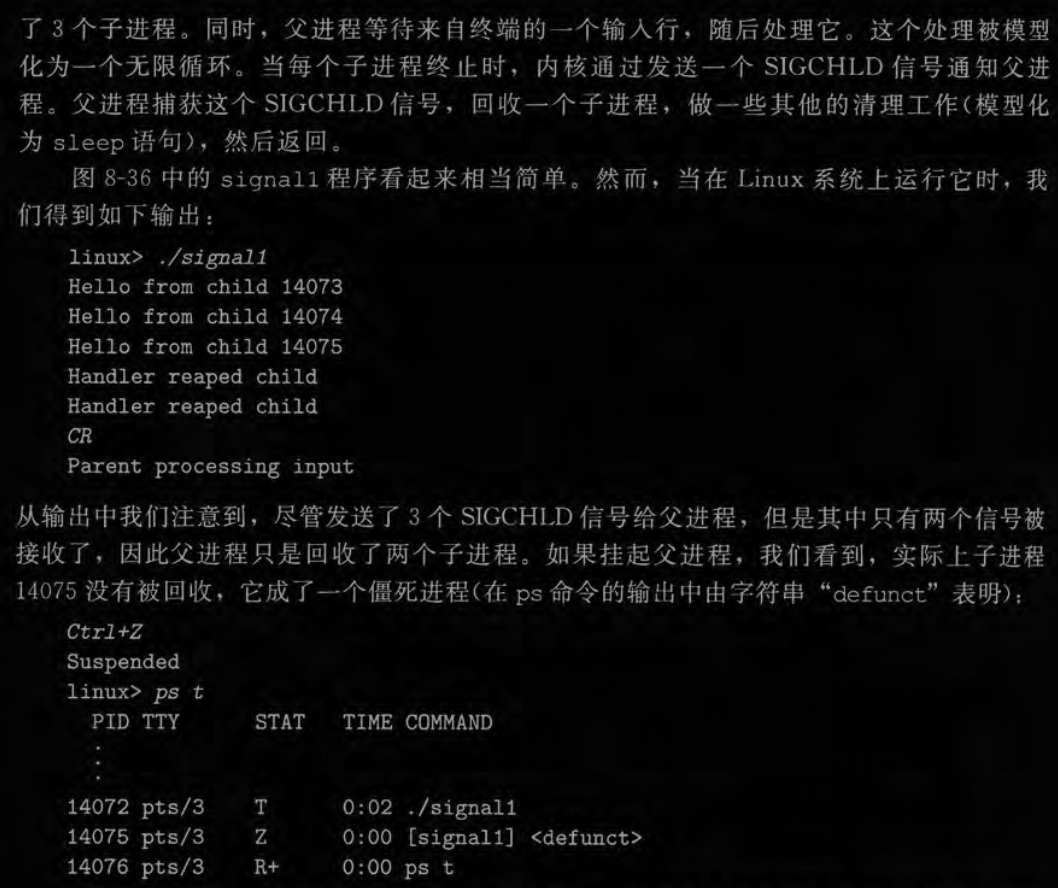 了 3 个子进程。同时，父进程等待来自终端的一个输入行，随后处理它。这个处理被模型
化为一个无限循环。当每个子进程终止时，内核通过发送一个 SIGCHLD 信号通知父进
程。父进程捕获这个 SIGCHLD 信号，回收一个子进程，做一些其他的清理工作(模型化
为 sleep 语句)，然后返回。
图 8-36 中的 signal1 程序看起来相当简单。然而，当在 Linux 系统上运行它时，我
们得到如下输出：
linux> ./signal1
Hello from child 14073
Hello from child 14074
Hello from child 14075
Handler reaped child
Handler reaped child
CR
Parent processing input
从输出中我们注意到，尽管发送了 3 个 SIGCHLD 信号给父进程，但是其中只有两个信号被
接收了，因此父进程只是回收了两个子进程。如果挂起父进程，我们看到，实际上子进程
14075 没有被回收，它成了一个僵死进程(在 ps 命令的输出中由字符串“defunct”表明)：
Ctrl+Z
Suspended
linux> ps t
PID TTY STAT TIME COMMAND
.
.
.
14072 pts/3 T 0:02 ./signal1
14075 pts/3 Z 0:00 [signal1] <defunct>
14076 pts/3 R+ 0:00 ps t